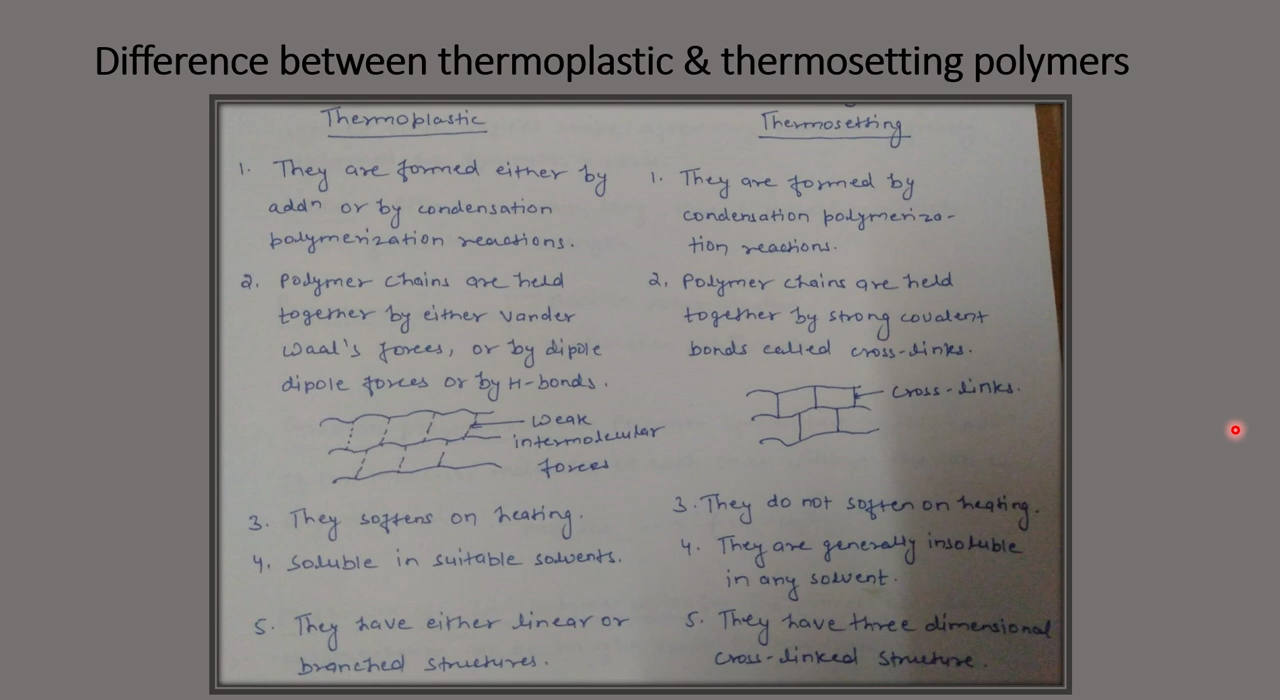 Difference between thermoplastic & thermosetting polymers
Thermoplastic
1. They are formed either by
addn or by condensation
polymerization reactions.
2. Polymer chains are held
together by either Vander
Waal's forces, or by dipole
dipole forces or by H-bonds.
weak
intermolecular
forces
3. They softens on heating.
4. Soluble in suitable solvents.
5. They have either linear or
branched structures.
Thermosetting
1. They are formed by
condensation polymeriza-
tion reactions.
2. Polymer chains are held
together by strong covalent
bonds called cross-links.
cross-links.
3. They do not soften on heating.
4. They are generally insoluble
in any solvent.
5. They have three dimensional
cross-linked structure.